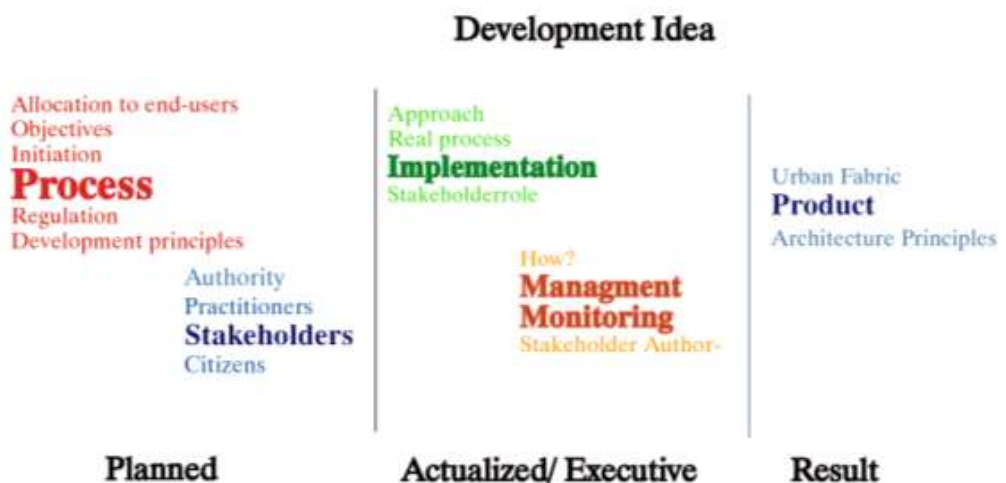 Development Idea
Allocation to end-users
Objectives
Initiation
Process
Regulation
Development principles
Authority
Practitioners
Stakeholders
Citizens
Approach
Real process
Implementation
Stakeholderrole
How?
Managment
Monitoring
Stakeholder Author-
Urban Fabric
Product
Architecture Principles
Planned
Actualized/ Executive
Result